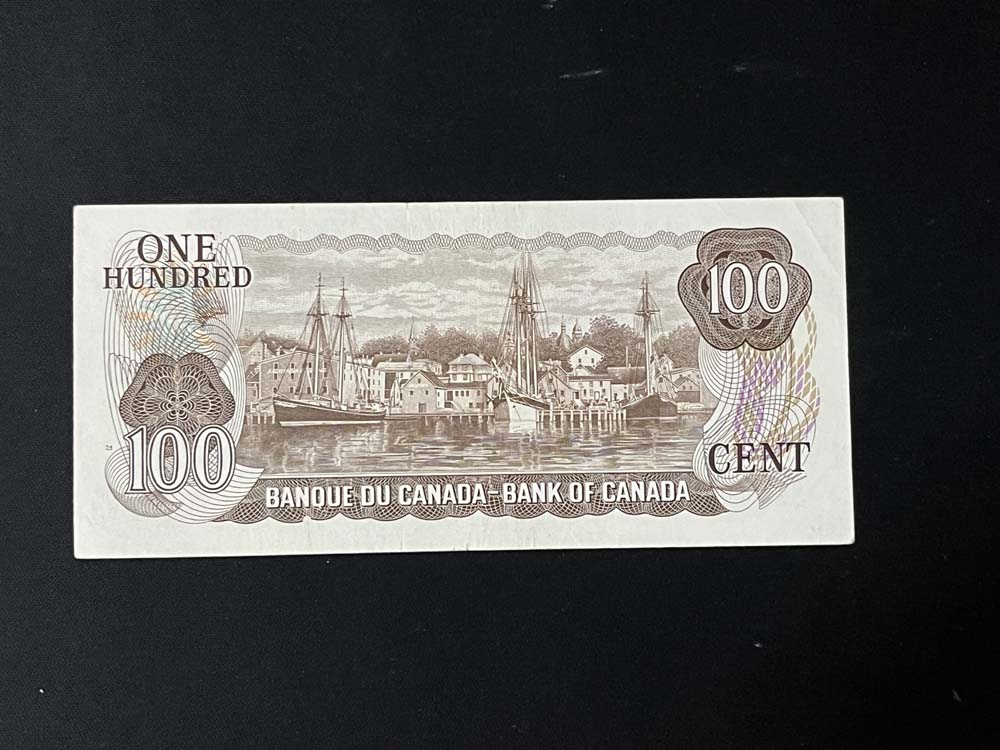 ONE
HUNDRED
100
100
CENT
BANQUE DU CANADA-BANK OF CANADA